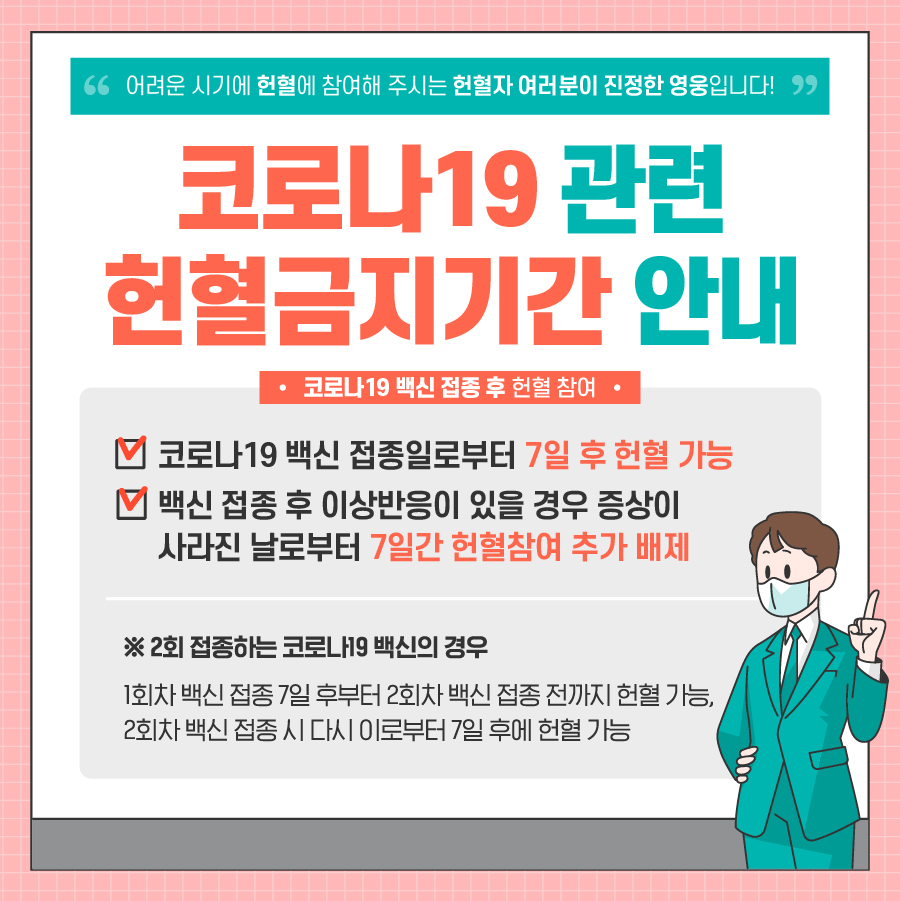 “ 어려운 시기에 헌혈에 참여해 주시는 헌혈자 여러분이 진정한 영웅입니다! ”
코로나19 관련
헌혈금지기간 안내
• 코로나19 백신 접종 후 헌혈 참여 •
코로나19 백신 접종일로부터 7일 후 헌혈 가능
백신 접종 후 이상반응이 있을 경우 증상이
사라진 날로부터 7일간 헌혈참여 추가 배제
※ 2회 접종하는 코로나19 백신의 경우
1회차 백신 접종 7일 후부터 2회차 백신 접종 전까지 헌혈 가능,
2회차 백신 접종 시 다시 이로부터 7일 후에 헌혈 가능